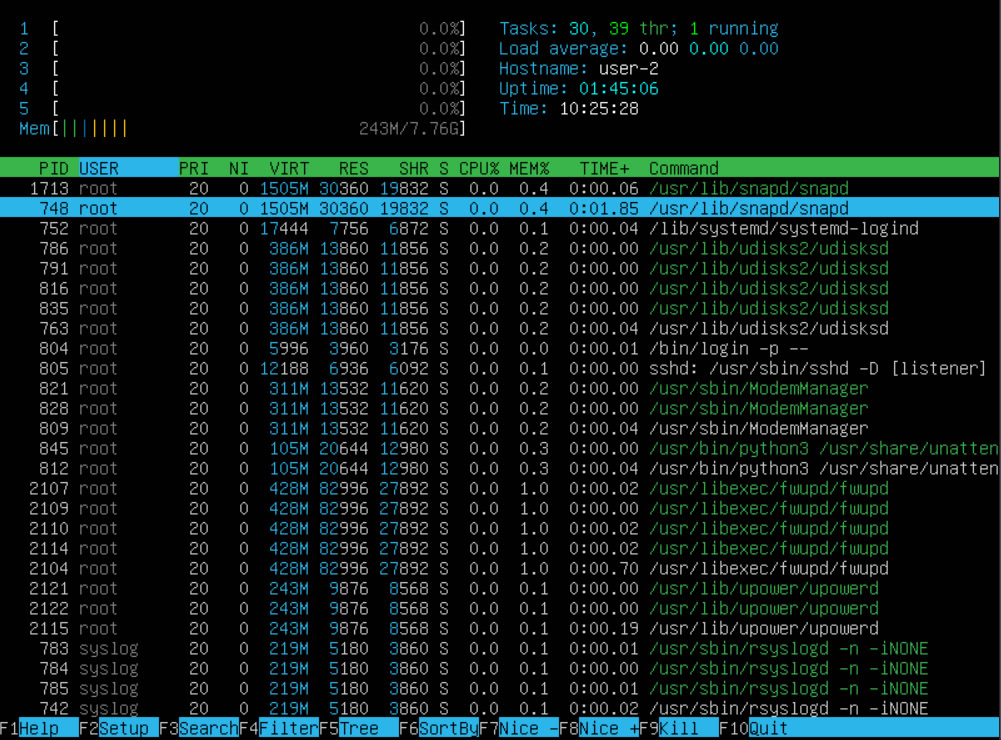 1 [ 0.0%] Tasks: 30, 39 thr; 1 running
2 [ 0.0%] Load average: 0.00 0.00 0.00
3 [ 0.0%] Hostname: user-2
4 [ 0.0%] Uptime: 01:45:06
5 [ 0.0%] Time: 10:25:28
Mem[|||||||| 243M/7.76G]
PID USER PRI NI VIRT RES SHR S CPU% MEM% TIME+ Command
1713 root 20 0 1505M 30360 19832 S 0.0 0.4 0:00.06 /usr/lib/snapd/snapd
748 root 20 0 1505M 30360 19832 S 0.0 0.4 0:01.85 /usr/lib/snapd/snapd
752 root 20 0 17444 7756 6872 S 0.0 0.1 0:00.04 /lib/systemd/systemd-logind
786 root 20 0 386M 13860 11856 S 0.0 0.2 0:00.00 /usr/lib/udisks2/udisksd
791 root 20 0 386M 13860 11856 S 0.0 0.2 0:00.00 /usr/lib/udisks2/udisksd
816 root 20 0 386M 13860 11856 S 0.0 0.2 0:00.00 /usr/lib/udisks2/udisksd
835 root 20 0 386M 13860 11856 S 0.0 0.2 0:00.00 /usr/lib/udisks2/udisksd
763 root 20 0 386M 13860 11856 S 0.0 0.2 0:00.04 /usr/lib/udisks2/udisksd
804 root 20 0 5996 3960 3176 S 0.0 0.0 0:00.01 /bin/login -p --
805 root 20 0 12188 6936 6092 S 0.0 0.1 0:00.00 sshd: /usr/sbin/sshd -D [listener]
821 root 20 0 311M 13532 11620 S 0.0 0.2 0:00.00 /usr/sbin/ModemManager
828 root 20 0 311M 13532 11620 S 0.0 0.2 0:00.00 /usr/sbin/ModemManager
809 root 20 0 311M 13532 11620 S 0.0 0.2 0:00.04 /usr/sbin/ModemManager
845 root 20 0 105M 20644 12980 S 0.0 0.3 0:00.00 /usr/bin/python3 /usr/share/unatten
812 root 20 0 105M 20644 12980 S 0.0 0.3 0:00.04 /usr/bin/python3 /usr/share/unatten
2107 root 20 0 428M 82996 27892 S 0.0 1.0 0:00.02 /usr/libexec/fwupd/fwupd
2109 root 20 0 428M 82996 27892 S 0.0 1.0 0:00.00 /usr/libexec/fwupd/fwupd
2110 root 20 0 428M 82996 27892 S 0.0 1.0 0:00.02 /usr/libexec/fwupd/fwupd
2114 root 20 0 428M 82996 27892 S 0.0 1.0 0:00.02 /usr/libexec/fwupd/fwupd
2104 root 20 0 428M 82996 27892 S 0.0 1.0 0:00.70 /usr/libexec/fwupd/fwupd
2121 root 20 0 243M 9876 8568 S 0.0 0.1 0:00.00 /usr/lib/upower/upowerd
2122 root 20 0 243M 9876 8568 S 0.0 0.1 0:00.00 /usr/lib/upower/upowerd
2115 root 20 0 243M 9876 8568 S 0.0 0.1 0:00.19 /usr/lib/upower/upowerd
783 syslog 20 0 219M 5180 3860 S 0.0 0.1 0:00.01 /usr/sbin/rsyslogd -n -iNONE
784 syslog 20 0 219M 5180 3860 S 0.0 0.1 0:00.00 /usr/sbin/rsyslogd -n -iNONE
785 syslog 20 0 219M 5180 3860 S 0.0 0.1 0:00.01 /usr/sbin/rsyslogd -n -iNONE
742 syslog 20 0 219M 5180 3860 S 0.0 0.1 0:00.02 /usr/sbin/rsyslogd -n -iNONE
F1Help F2Setup F3SearchF4FilterF5Tree F6SortByF7Nice -F8Nice +F9Kill F10Quit